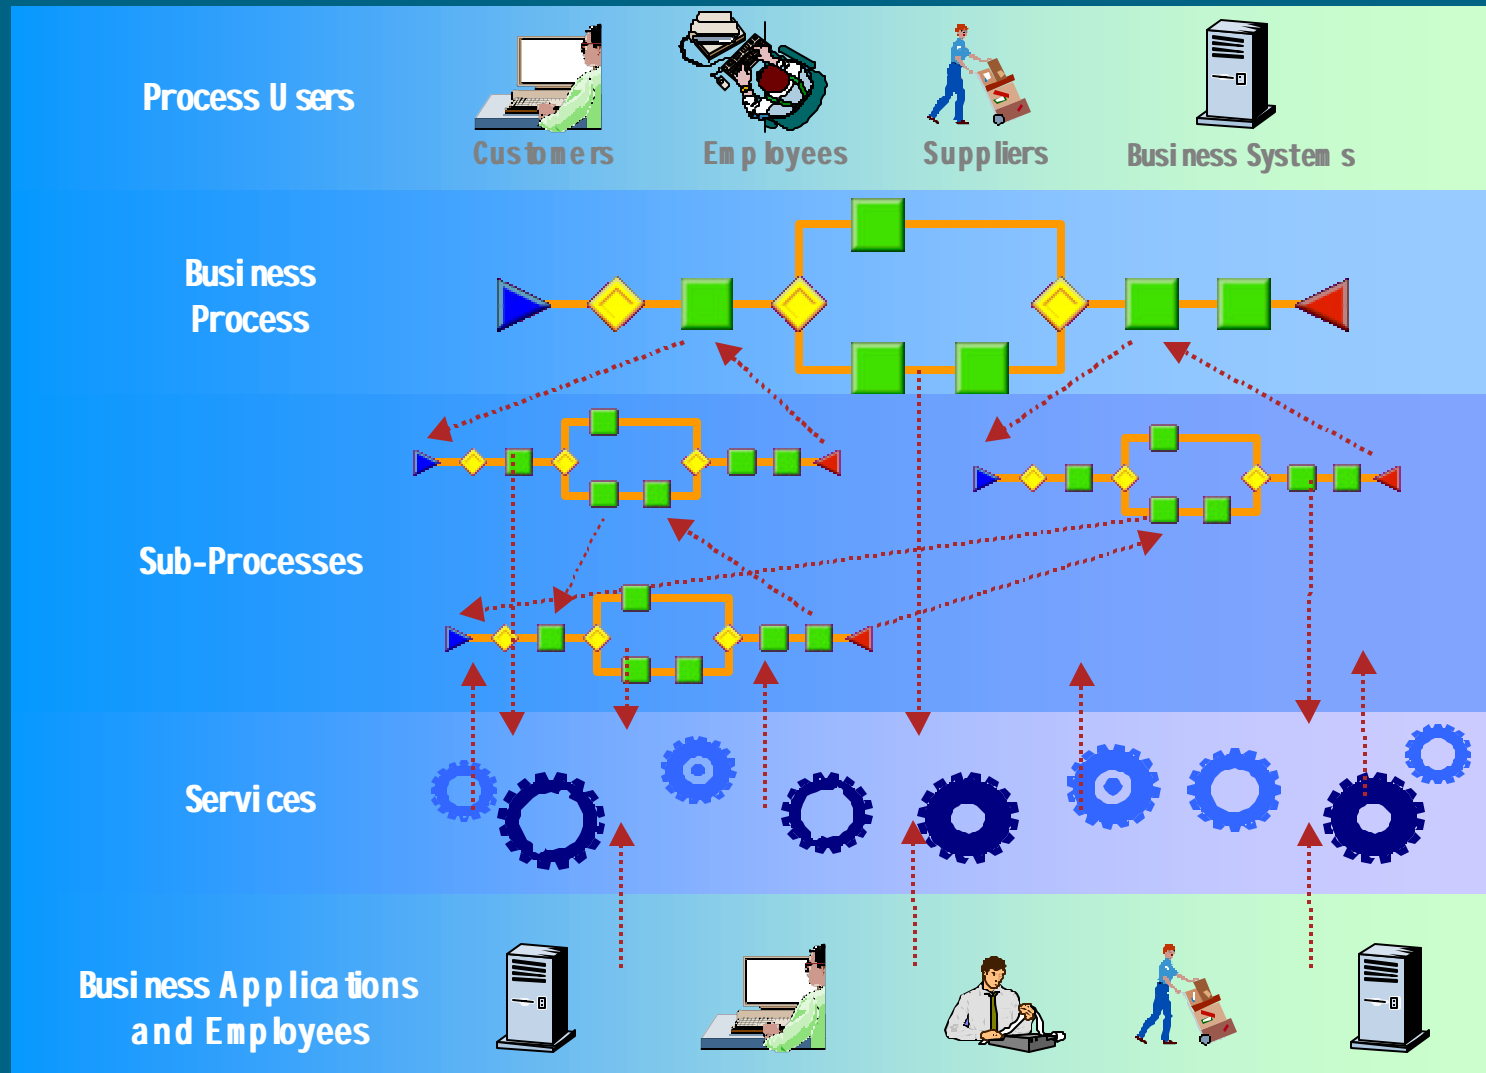 Process Users
Customers
Employees
Suppliers
Business Systems
Business
Process
Sub-Processes
Services
Business Applications
and Employees